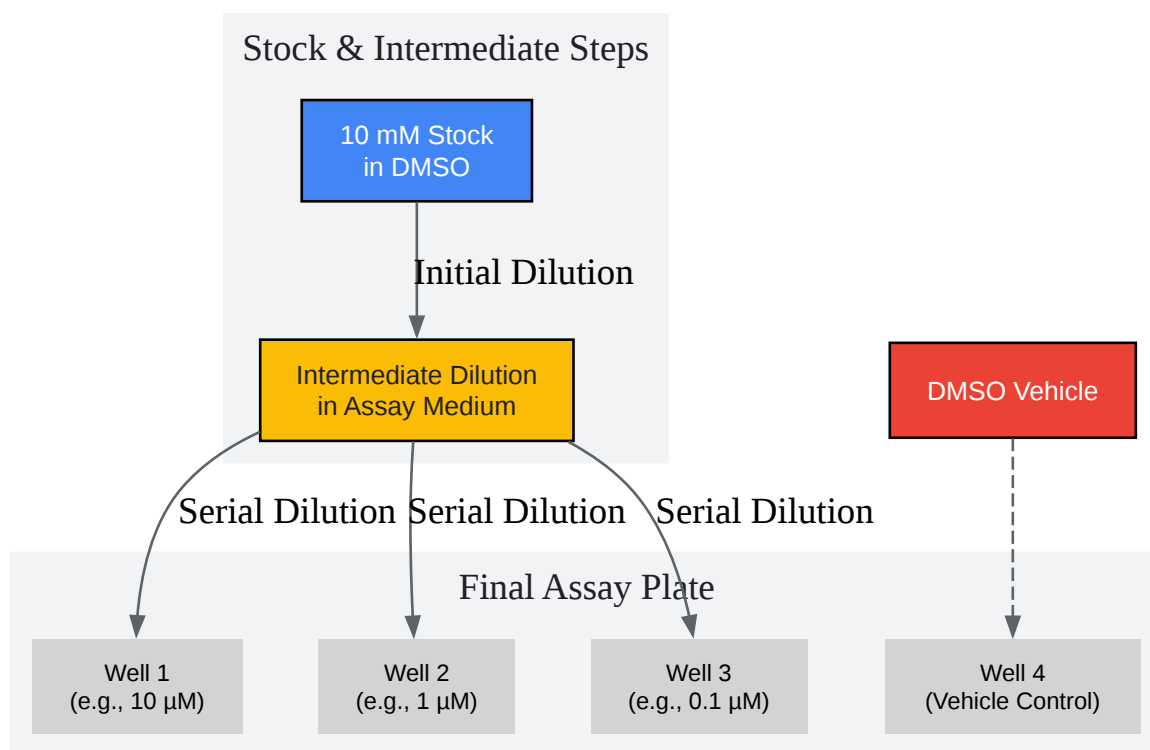 Stock & Intermediate Steps
10 mM Stock
in DMSO
Initial Dilution
Intermediate Dilution
in Assay Medium
DMSO Vehicle
Serial Dilution
Serial Dilution
Serial Dilution
Final Assay Plate
Well 1
(e.g., 10 µM)
Well 2
(e.g., 1 µM)
Well 3
(e.g., 0.1 µM)
Well 4
(Vehicle Control)